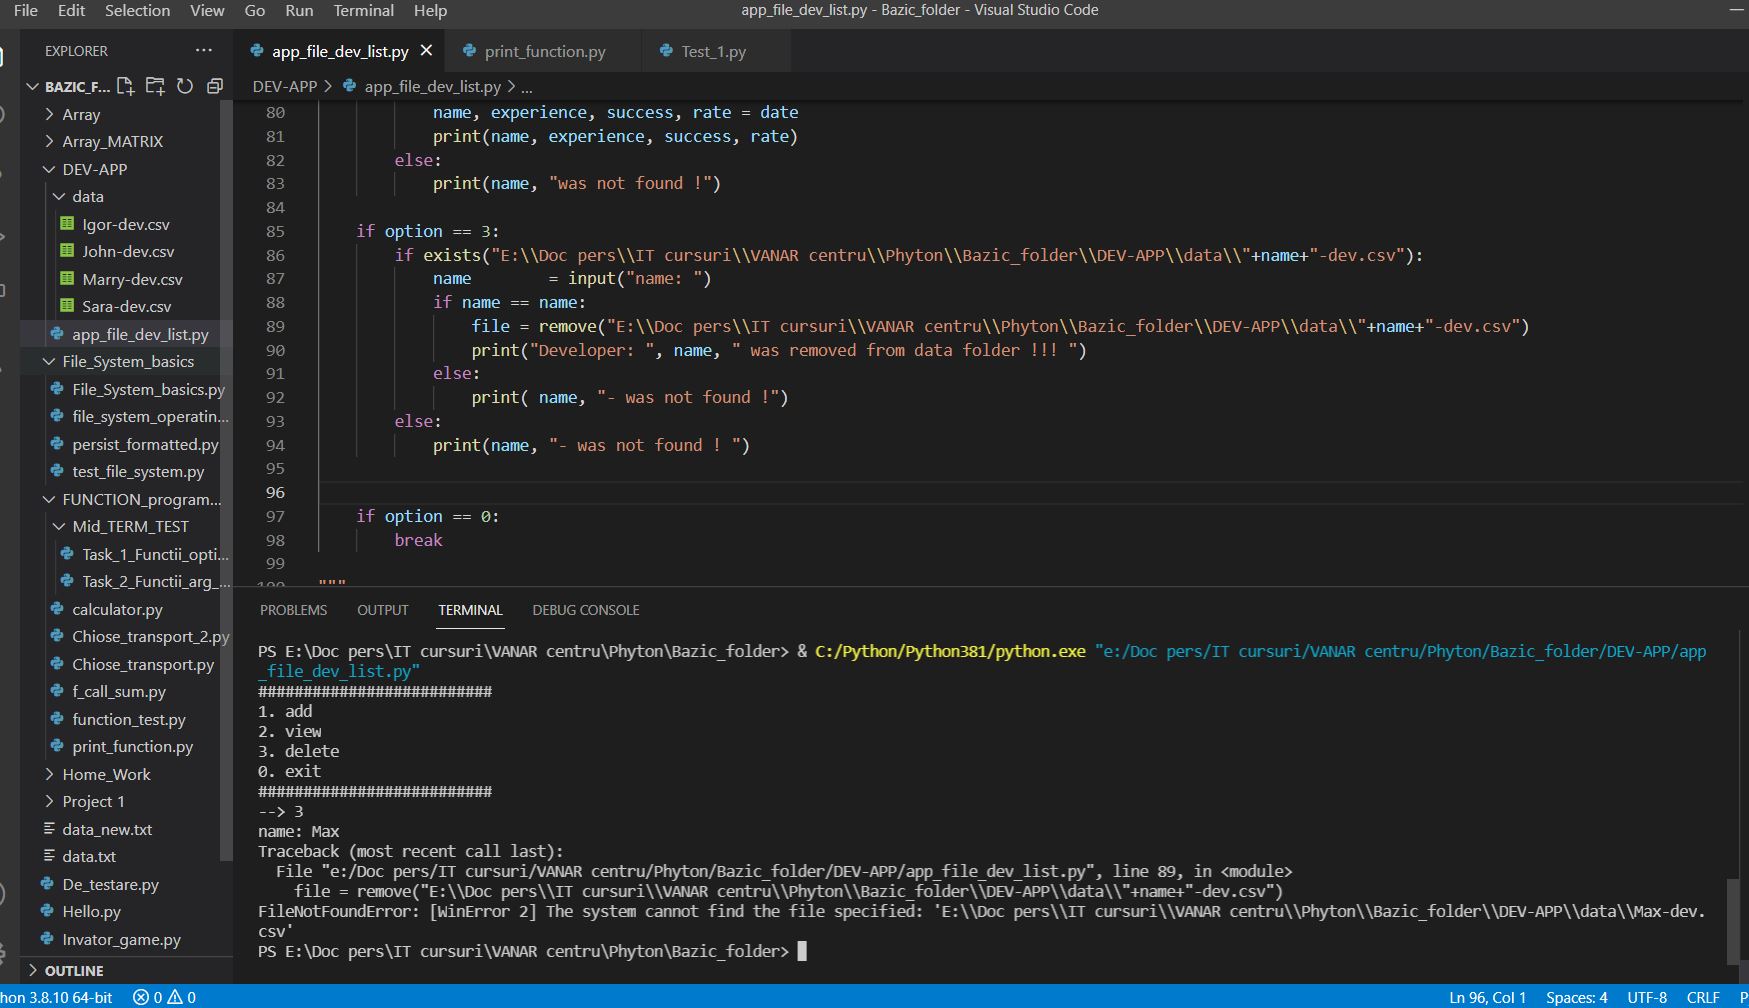 File Edit Selection View Go Run Terminal Help
app_file_dev_list.py - Bazic_folder - Visual Studio Code
EXPLORER ...
BAZIC_F...
Array
Array_MATRIX
DEV-APP
data
Igor-dev.csv
John-dev.csv
Marry-dev.csv
Sara-dev.csv
app_file_dev_list.py
File_System_basics
File_System_basics.py
file_system_operatin...
persist_formatted.py
test_file_system.py
FUNCTION_program...
Mid_TERM_TEST
Task_1_Functii_opti...
Task_2_Functii_arg_...
calculator.py
Chiose_transport_2.py
Chiose_transport.py
f_call_sum.py
function_test.py
print_function.py
Home_Work
Project 1
data_new.txt
data.txt
De_testare.py
Hello.py
Invator_game.py
OUTLINE
app_file_dev_list.py print_function.py Test_1.py
DEV-APP > app_file_dev_list.py > ...
80 name, experience, success, rate = date
81 print(name, experience, success, rate)
82 else:
83 print(name, "was not found !")
84
85 if option == 3:
86 if exists("E:\\Doc pers\\IT cursuri\\VANAR centru\\Phyton\\Bazic_folder\\DEV-APP\\data\\"+name+"-dev.csv"):
87 name        = input("name: ")
88 if name == name:
89 file = remove("E:\\Doc pers\\IT cursuri\\VANAR centru\\Phyton\\Bazic_folder\\DEV-APP\\data\\"+name+"-dev.csv")
90 print("Developer: ", name, " was removed from data folder !!! ")
91 else:
92 print( name, "- was not found !")
93 else:
94 print(name, "- was not found ! ")
95
96
97 if option == 0:
98 break
99
100 """
PROBLEMS OUTPUT TERMINAL DEBUG CONSOLE
PS E:\Doc pers\IT cursuri\VANAR centru\Phyton\Bazic_folder> & C:/Python/Python381/python.exe "e:/Doc pers/IT cursuri/VANAR centru/Phyton/Bazic_folder/DEV-APP/app
_file_dev_list.py"
##########################
1. add
2. view
3. delete
0. exit
##########################
--> 3
name: Max
Traceback (most recent call last):
File "e:/Doc pers/IT cursuri/VANAR centru/Phyton/Bazic_folder/DEV-APP/app_file_dev_list.py", line 89, in <module>
file = remove("E:\\Doc pers\\IT cursuri\\VANAR centru\\Phyton\\Bazic_folder\\DEV-APP\\data\\"+name+"-dev.csv")
FileNotFoundError: [WinError 2] The system cannot find the file specified: 'E:\\Doc pers\\IT cursuri\\VANAR centru\\Phyton\\Bazic_folder\\DEV-APP\\data\\Max-dev.
csv'
PS E:\Doc pers\IT cursuri\VANAR centru\Phyton\Bazic_folder>
hon 3.8.10 64-bit 0 0 Ln 96, Col 1 Spaces: 4 UTF-8 CRLF P